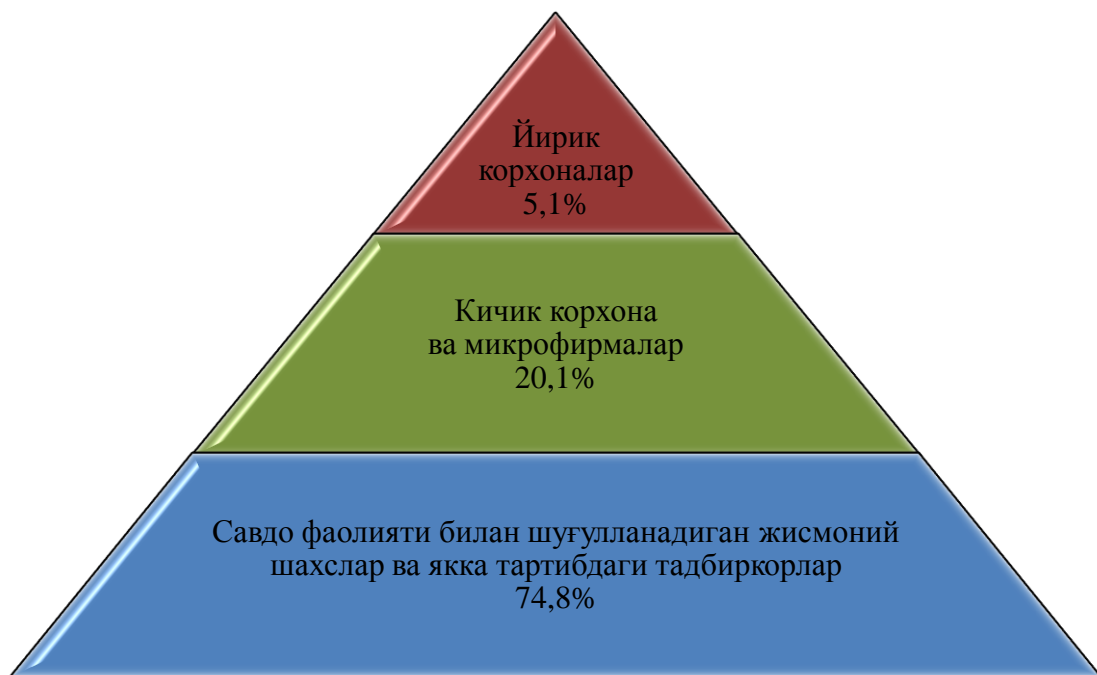 Йирик
корхоналар
5,1%
Кичик корхона
ва микрофирмалар
20,1%
Савдо фаолияти билан шуғулланадиган жисмоний
шахслар ва якка тартибдаги тадбиркорлар
74,8%